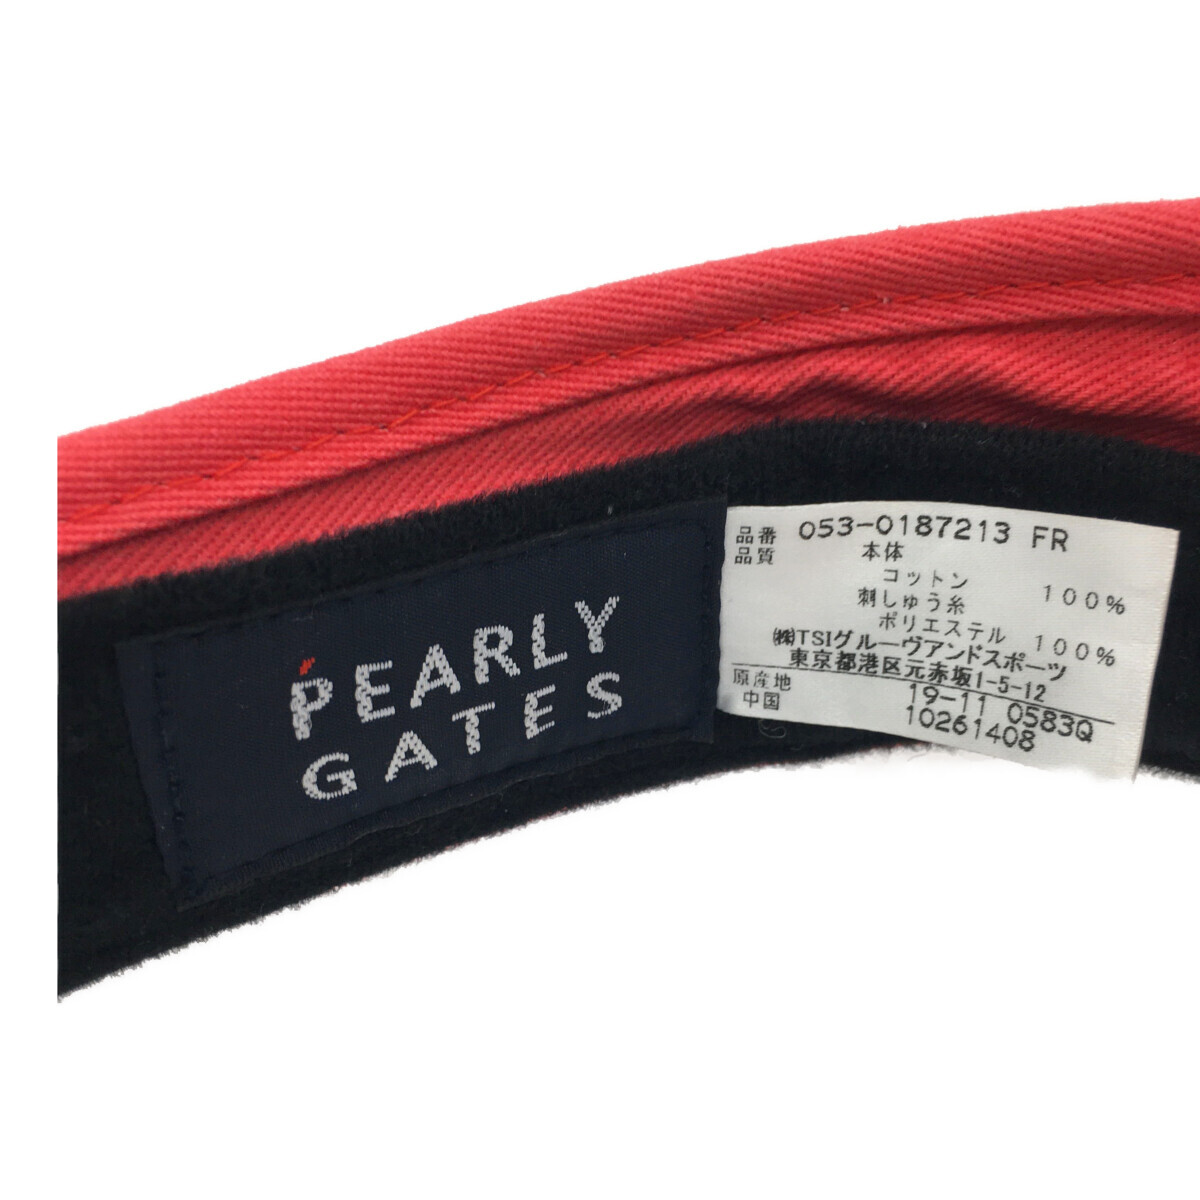 PEARLY
GATES
品番 053-0187213 FR
品質 本体
コットン 100%
刺しゅう糸
ポリエステル 100%
㈱TSIグルーヴアンドスポーツ
東京都港区元赤坂1-5-12
原産地 19-11 0583Q
中国 10261408